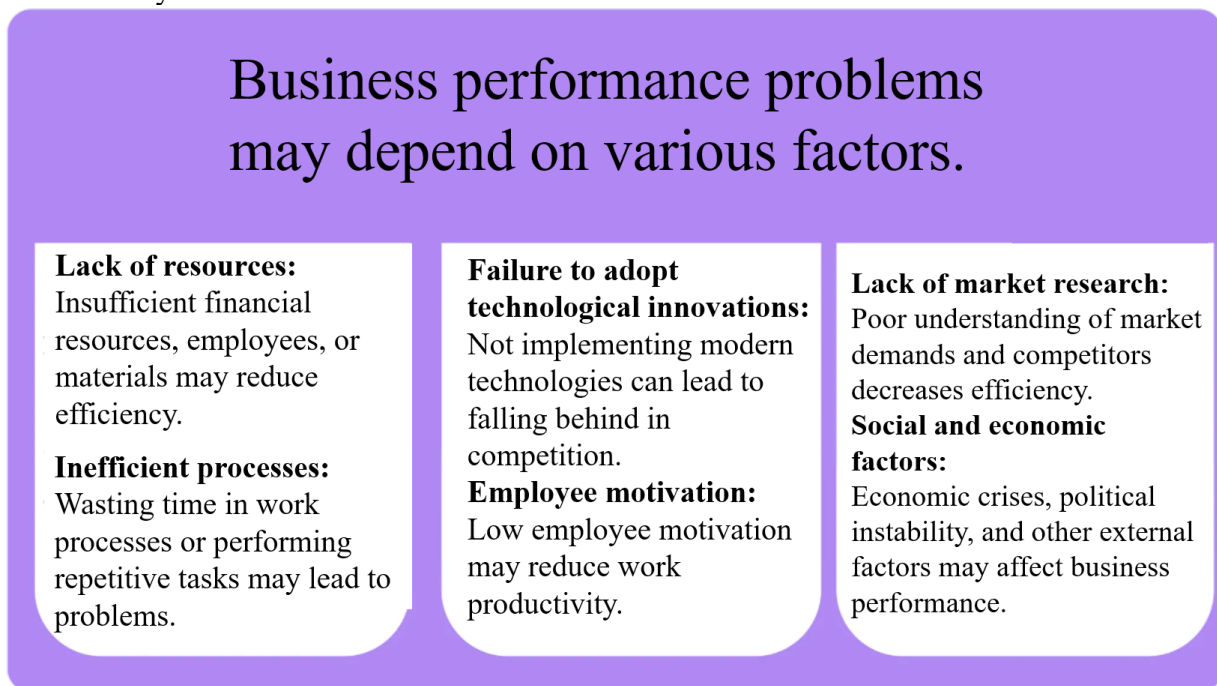 Business performance problems
may depend on various factors.
Lack of resources:
Insufficient financial
resources, employees, or
materials may reduce
efficiency.
Inefficient processes:
Wasting time in work
processes or performing
repetitive tasks may lead to
problems.
Failure to adopt
technological innovations:
Not implementing modern
technologies can lead to
falling behind in
competition.
Employee motivation:
Low employee motivation
may reduce work
productivity.
Lack of market research:
Poor understanding of market
demands and competitors
decreases efficiency.
Social and economic
factors:
Economic crises, political
instability, and other external
factors may affect business
performance.